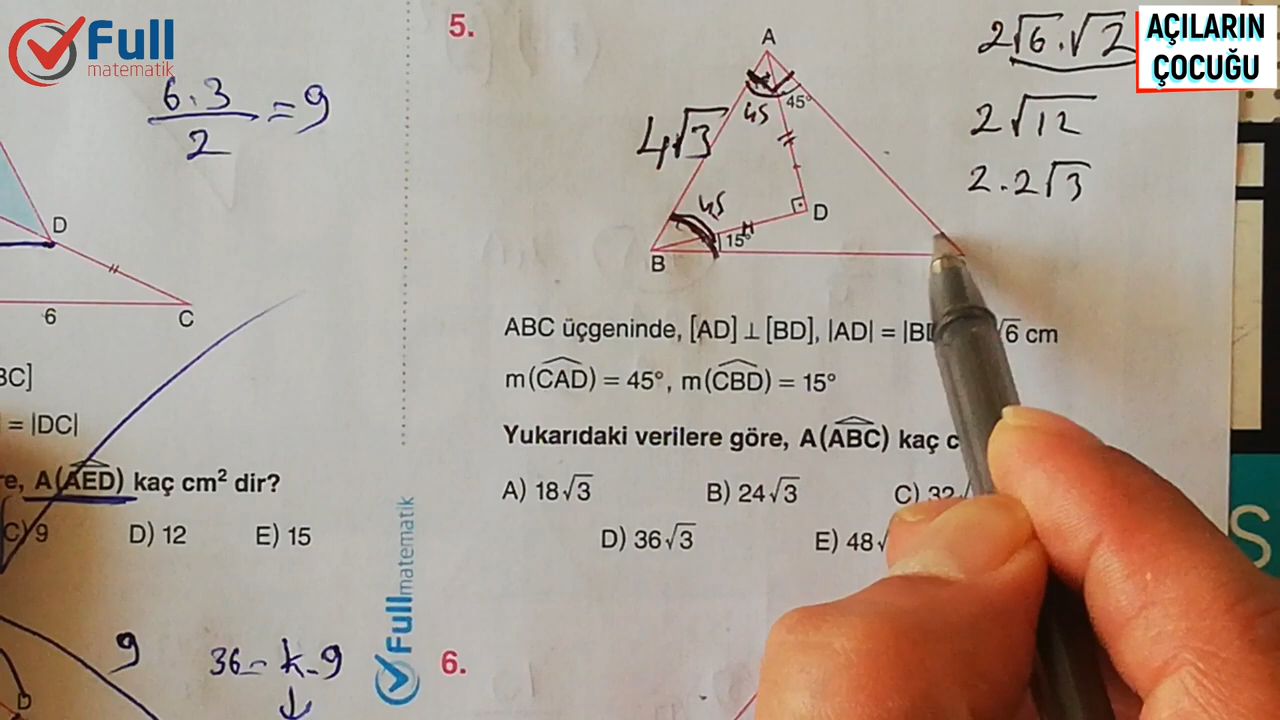 Full
matematik
6.3
2
= 9
D
6
C
BC]
= |DC|
e, A(AED) kaç cm² dir?
C) 9
D) 12
E) 15
9
36 = k.9
D
Full matematik
5.
A
45
45°
4√3
45
D
15°
B
2√6.√2
2√12
2.2√3
AÇILARIN
ÇOCUĞU
ABC üçgeninde, [AD] ⊥ [BD], |AD| = |BD √6 cm
m(CAD) = 45°, m(CBD) = 15°
Yukarıdaki verilere göre, A(ABC) kaç c
A) 18√3
B) 24√3
C) 32√
D) 36√3
E) 48√
6.
S